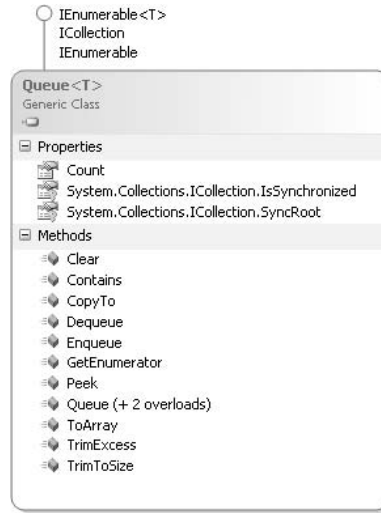 IEnumerable<T>
ICollection
IEnumerable
Queue<T>
Generic Class
Properties
Count
System.Collections.ICollection.IsSynchronized
System.Collections.ICollection.SyncRoot
Methods
Clear
Contains
CopyTo
Dequeue
Enqueue
GetEnumerator
Peek
Queue (+ 2 overloads)
ToArray
TrimExcess
TrimToSize